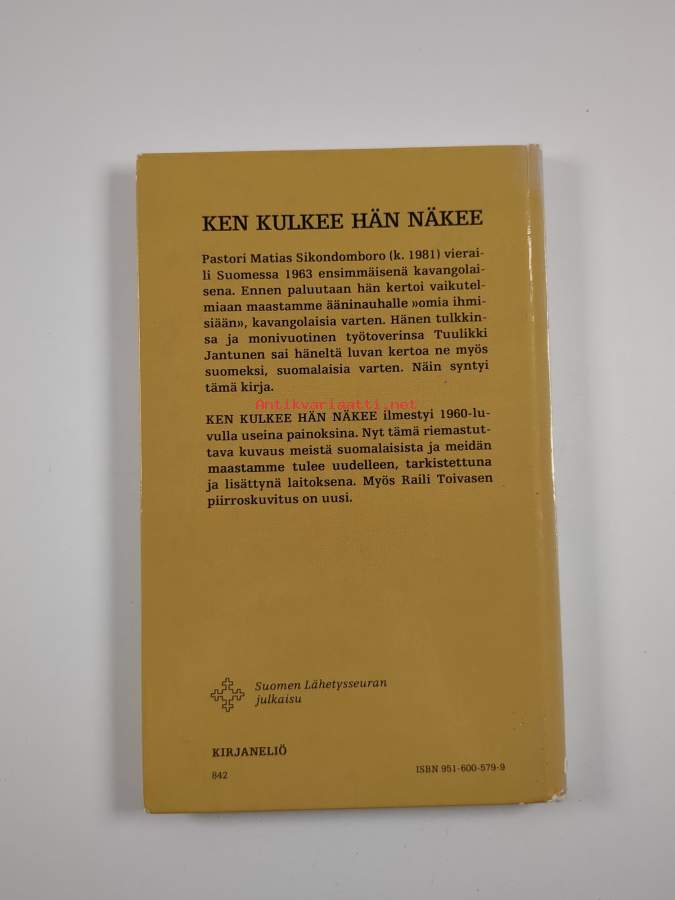 KEN KULKEE HÄN NÄKEE
Pastori Matias Sikondomboro (k. 1981) vierai-
li Suomessa 1963 ensimmäisenä kavangolai-
sena. Ennen paluutaan hän kertoi vaikutel-
miaan maastamme ääninauhalle »omia ihmi-
siään», kavangolaisia varten. Hänen tulkkin-
sa ja monivuotinen työtoverinsa Tuulikki
Jantunen sai häneltä luvan kertoa ne myös
suomeksi, suomalaisia varten. Näin syntyi
tämä kirja.
Antikvariaatti.net
KEN KULKEE HÄN NÄKEE ilmestyi 1960-lu-
vulla useina painoksina. Nyt tämä riemastut-
tava kuvaus meistä suomalaisista ja meidän
maastamme tulee uudelleen, tarkistettuna
ja lisättynä laitoksena. Myös Raili Toivasen
piirroskuvitus on uusi.
Suomen Lähetysseuran
julkaisu
KIRJANELIÖ
842
ISBN 951-600-579-9